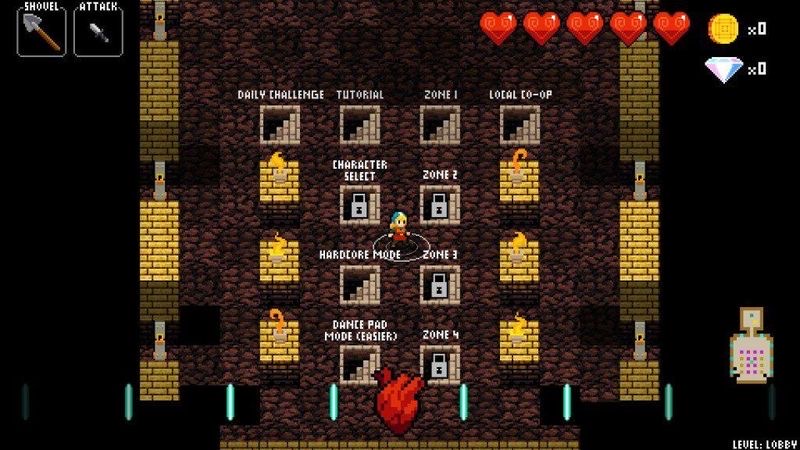 SHOVEL ATTACK
x0
x0
DAILY CHALLENGE TUTORIAL ZONE 1 LOCAL CO-OP
CHARACTER
SELECT
ZONE 2
HARDCORE MODE ZONE 3
DANCE PAD
MODE (EASIER)
ZONE 4
LEVEL: LOBBY